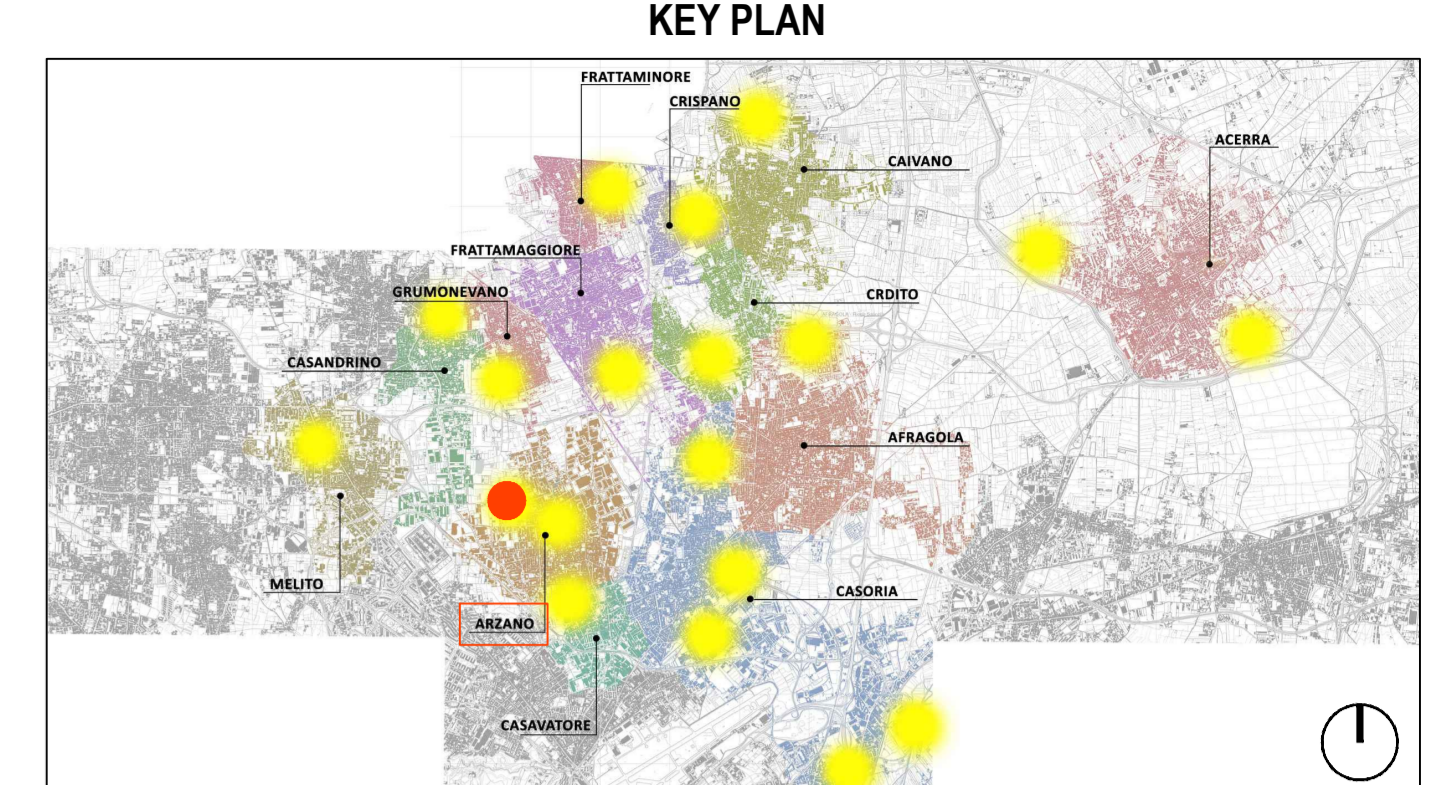 KEY PLAN
FRATTAMINORE
CRISPANO
ACERRA
CAIVANO
FRATTAMAGGIORE
GRUMONEVANO
CRDITO
CASANDRINO
AFRAGOLA
MELITO
CASORIA
ARZANO
CASAVATORE